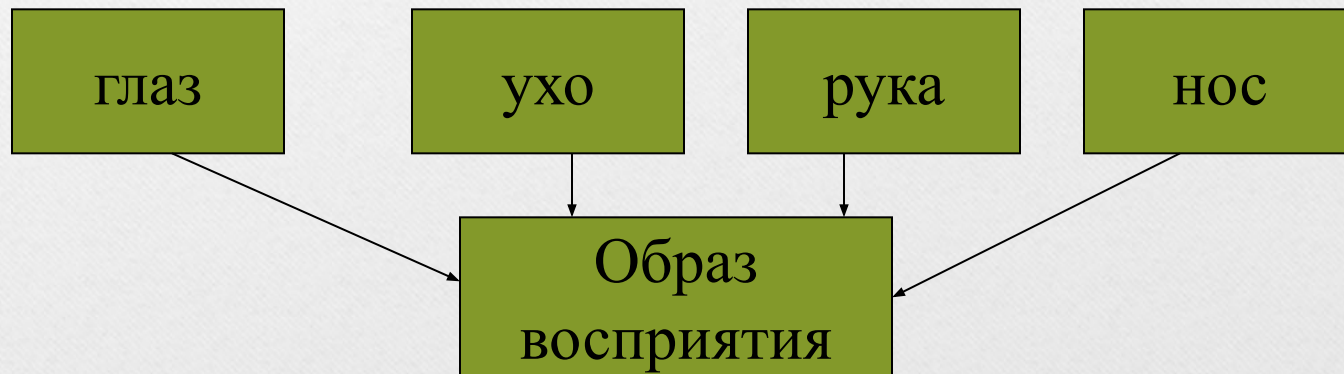 глаз
ухо
рука
нос
Образ
восприятия